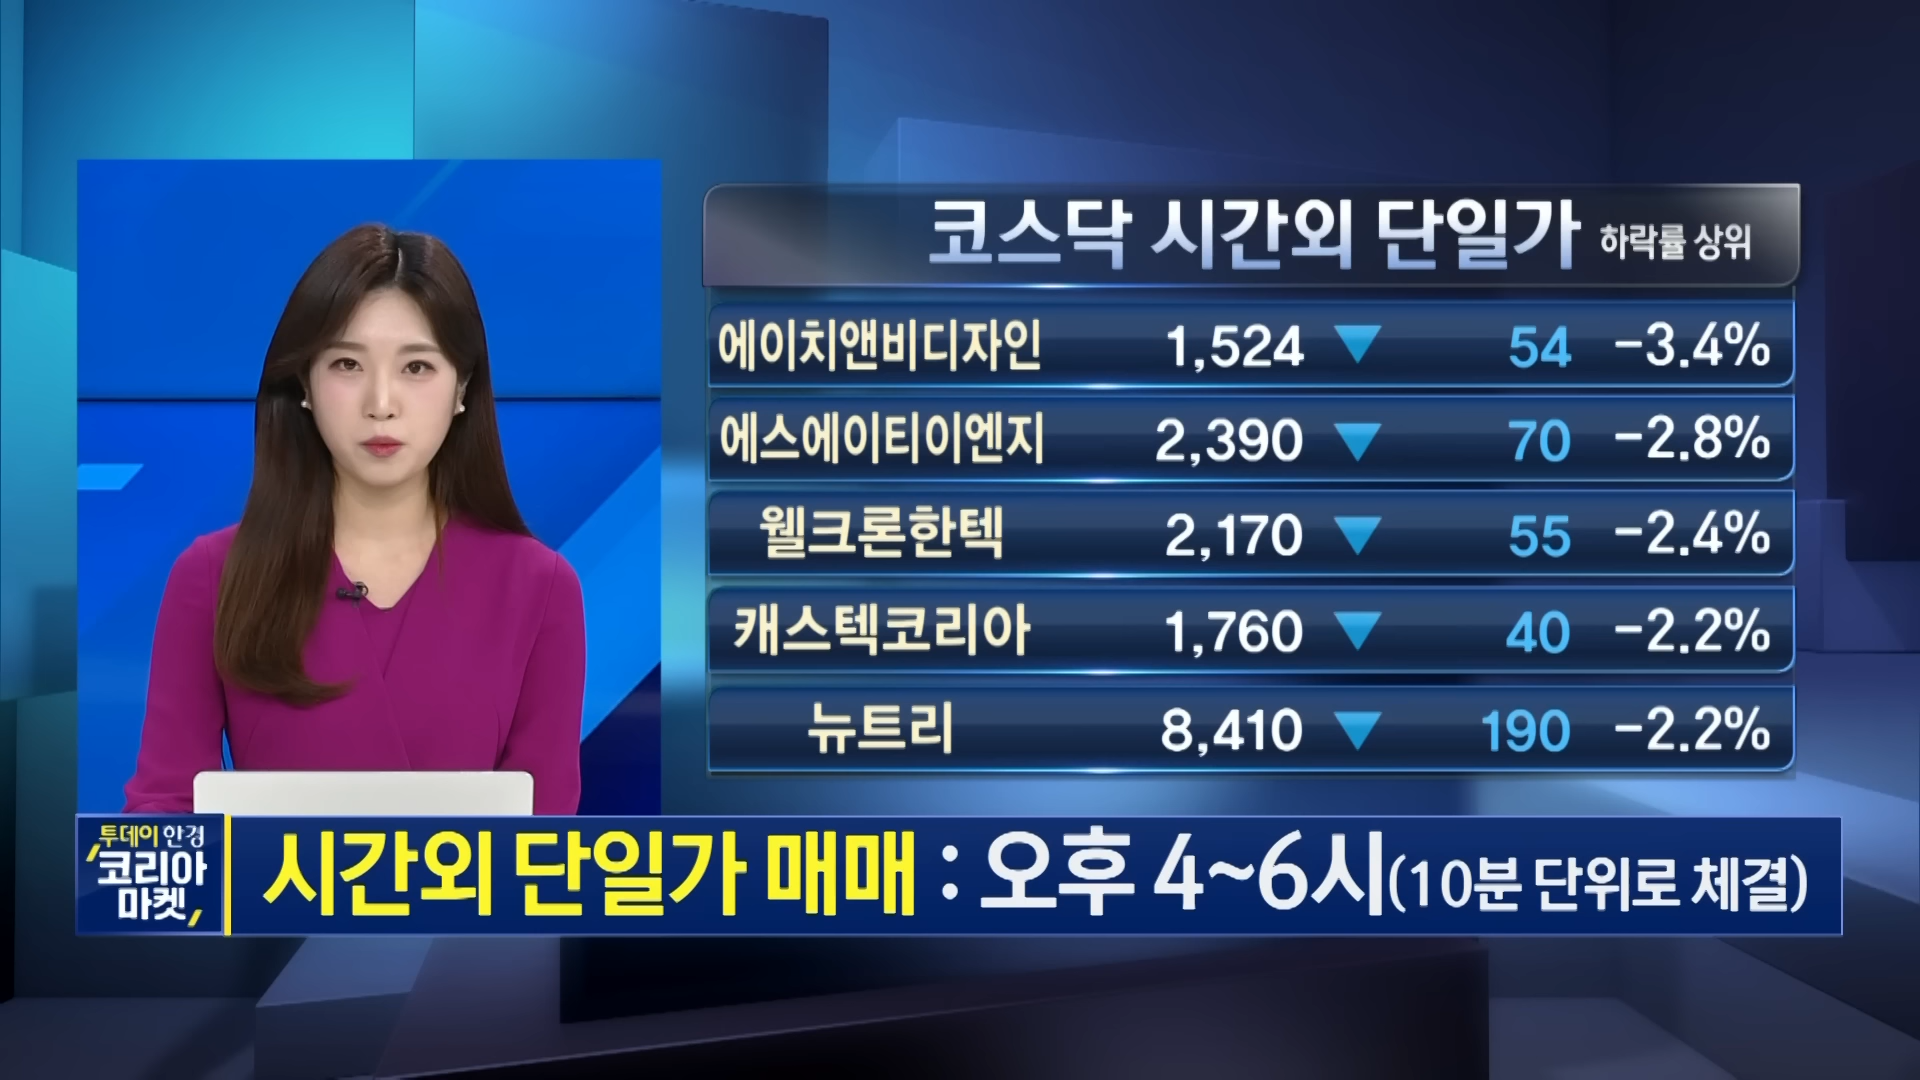 코스닥 시간외 단일가 하락률 상위
에이치앤비디자인 1,524 ▼ 54 -3.4%
에스에이티이엔지 2,390 ▼ 70 -2.8%
웰크론한텍 2,170 ▼ 55 -2.4%
캐스텍코리아 1,760 ▼ 40 -2.2%
뉴트리 8,410 ▼ 190 -2.2%
투데이 한경
코리아
마켓
시간외 단일가 매매 : 오후 4~6시(10분 단위로 체결)